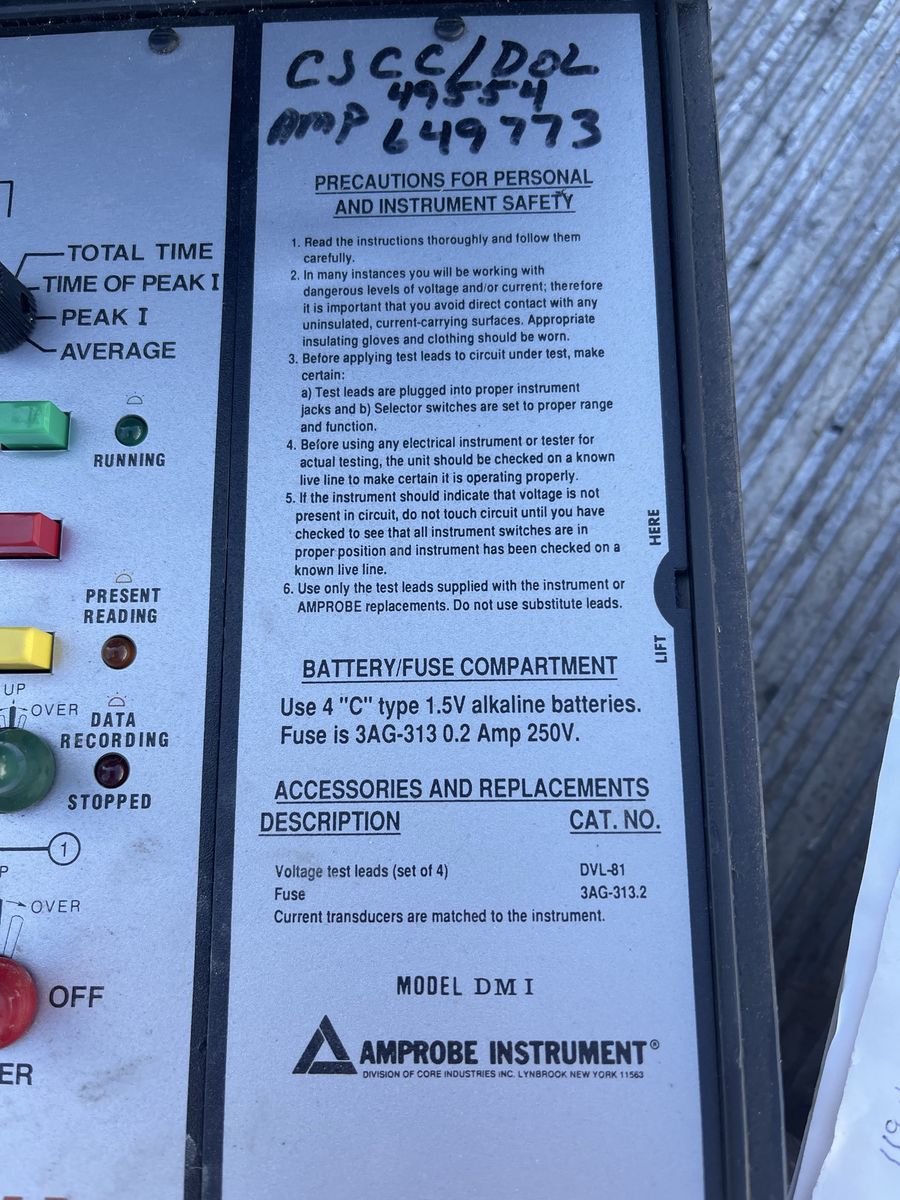 CJCC/DOL
49554
AMP 649773
PRECAUTIONS FOR PERSONAL
AND INSTRUMENT SAFETY
1. Read the instructions thoroughly and follow them
carefully.
2. In many instances you will be working with
dangerous levels of voltage and/or current; therefore
it is important that you avoid direct contact with any
uninsulated, current-carrying surfaces. Appropriate
insulating gloves and clothing should be worn.
3. Before applying test leads to circuit under test, make
certain:
a) Test leads are plugged into proper instrument
jacks and b) Selector switches are set to proper range
and function.
4. Before using any electrical instrument or tester for
actual testing, the unit should be checked on a known
live line to make certain it is operating properly.
5. If the instrument should indicate that voltage is not
present in circuit, do not touch circuit until you have
checked to see that all instrument switches are in
proper position and instrument has been checked on a
known live line.
6. Use only the test leads supplied with the instrument or
AMPROBE replacements. Do not use substitute leads.
BATTERY/FUSE COMPARTMENT
Use 4 "C" type 1.5V alkaline batteries.
Fuse is 3AG-313 0.2 Amp 250V.
ACCESSORIES AND REPLACEMENTS
DESCRIPTION CAT. NO.
Voltage test leads (set of 4) DVL-81
Fuse 3AG-313.2
Current transducers are matched to the instrument.
MODEL DM I
AMPROBE INSTRUMENT®
DIVISION OF CORE INDUSTRIES INC. LYNBROOK NEW YORK 11563
LIFT HERE
TOTAL TIME
TIME OF PEAK I
PEAK I
AVERAGE
RUNNING
PRESENT
READING
UP
OVER
DATA
RECORDING
STOPPED
1
OVER
OFF